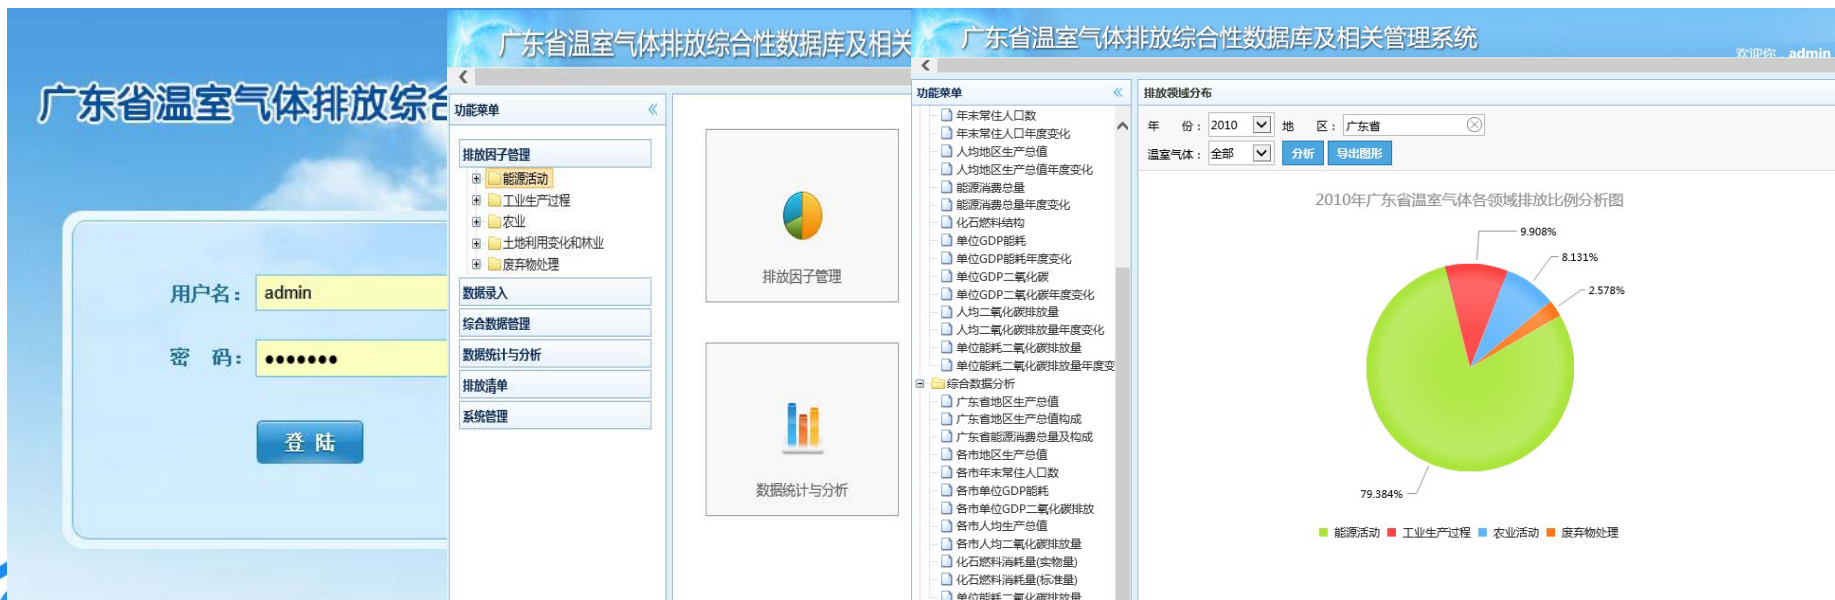 广东省温室气体排放综合
用户名：
admin
密 码：
●●●●●●●
登 陆
广东省温室气体排放综合性数据库及相关
功能菜单
排放因子管理
能源活动
工业生产过程
农业
土地利用变化和林业
废弃物处理
数据录入
综合数据管理
数据统计与分析
排放清单
系统管理
排放因子管理
数据统计与分析
广东省温室气体排放综合性数据库及相关管理系统
欢迎你，admin
功能菜单
年末常住人口数
年末常住人口年度变化
人均地区生产总值
人均地区生产总值年度变化
能源消费总量
能源消费总量年度变化
化石燃料结构
单位GDP能耗
单位GDP能耗年度变化
单位GDP二氧化碳
单位GDP二氧化碳年度变化
人均二氧化碳排放量
人均二氧化碳排放量年度变化
单位能耗二氧化碳排放量
单位能耗二氧化碳排放量年度变
综合数据分析
广东省地区生产总值
广东省地区生产总值构成
广东省能源消费总量及构成
各市地区生产总值
各市年末常住人口数
各市单位GDP能耗
各市单位GDP二氧化碳排放
各市人均生产总值
各市人均二氧化碳排放量
化石燃料消耗量(实物量)
化石燃料消耗量(标准量)
单位能耗二氧化碳排放量
排放领域分布
年 份： 2010 地 区： 广东省
温室气体： 全部 分析 导出图形
2010年广东省温室气体各领域排放比例分析图
9.908%
8.131%
2.578%
79.384%
能源活动 工业生产过程 农业活动 废弃物处理